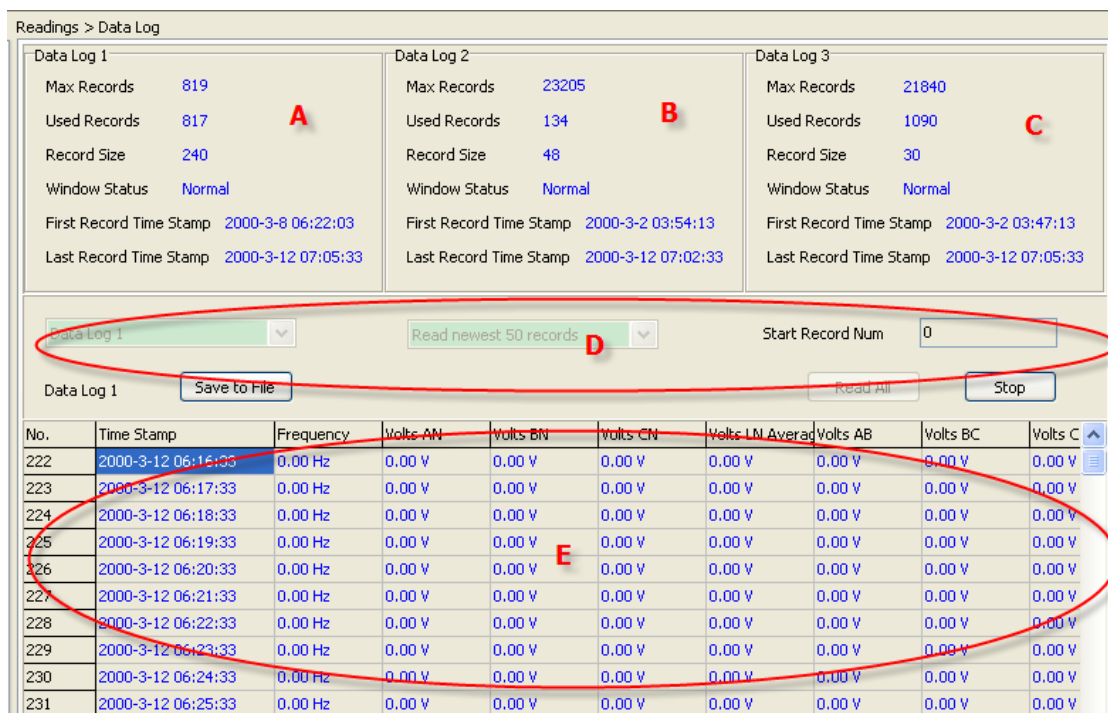 Readings > Data Log
Data Log 1 Data Log 2 Data Log 3
Max Records 819 Max Records 23205 Max Records 21840
A B C
Used Records 817 Used Records 134 Used Records 1090
Record Size 240 Record Size 48 Record Size 30
Window Status Normal Window Status Normal Window Status Normal
First Record Time Stamp 2000-3-8 06:22:03 First Record Time Stamp 2000-3-2 03:54:13 First Record Time Stamp 2000-3-2 03:47:13
Last Record Time Stamp 2000-3-12 07:05:33 Last Record Time Stamp 2000-3-12 07:02:33 Last Record Time Stamp 2000-3-12 07:05:33
Data Log 1 Read newest 50 records D Start Record Num 0
Data Log 1 Save to File Read All Stop
No. Time Stamp Frequency Volts AN Volts BN Volts CN Volts LN Averag Volts AB Volts BC Volts C
222 2000-3-12 06:16:33 0.00 Hz 0.00 V 0.00 V 0.00 V 0.00 V 0.00 V 0.00 V 0.00 V
223 2000-3-12 06:17:33 0.00 Hz 0.00 V 0.00 V 0.00 V 0.00 V 0.00 V 0.00 V 0.00 V
224 2000-3-12 06:18:33 0.00 Hz 0.00 V 0.00 V 0.00 V 0.00 V 0.00 V 0.00 V 0.00 V
225 2000-3-12 06:19:33 0.00 Hz 0.00 V 0.00 V 0.00 V 0.00 V 0.00 V 0.00 V 0.00 V
E
226 2000-3-12 06:20:33 0.00 Hz 0.00 V 0.00 V 0.00 V 0.00 V 0.00 V 0.00 V 0.00 V
227 2000-3-12 06:21:33 0.00 Hz 0.00 V 0.00 V 0.00 V 0.00 V 0.00 V 0.00 V 0.00 V
228 2000-3-12 06:22:33 0.00 Hz 0.00 V 0.00 V 0.00 V 0.00 V 0.00 V 0.00 V 0.00 V
229 2000-3-12 06:23:33 0.00 Hz 0.00 V 0.00 V 0.00 V 0.00 V 0.00 V 0.00 V 0.00 V
230 2000-3-12 06:24:33 0.00 Hz 0.00 V 0.00 V 0.00 V 0.00 V 0.00 V 0.00 V 0.00 V
231 2000-3-12 06:25:33 0.00 Hz 0.00 V 0.00 V 0.00 V 0.00 V 0.00 V 0.00 V 0.00 V